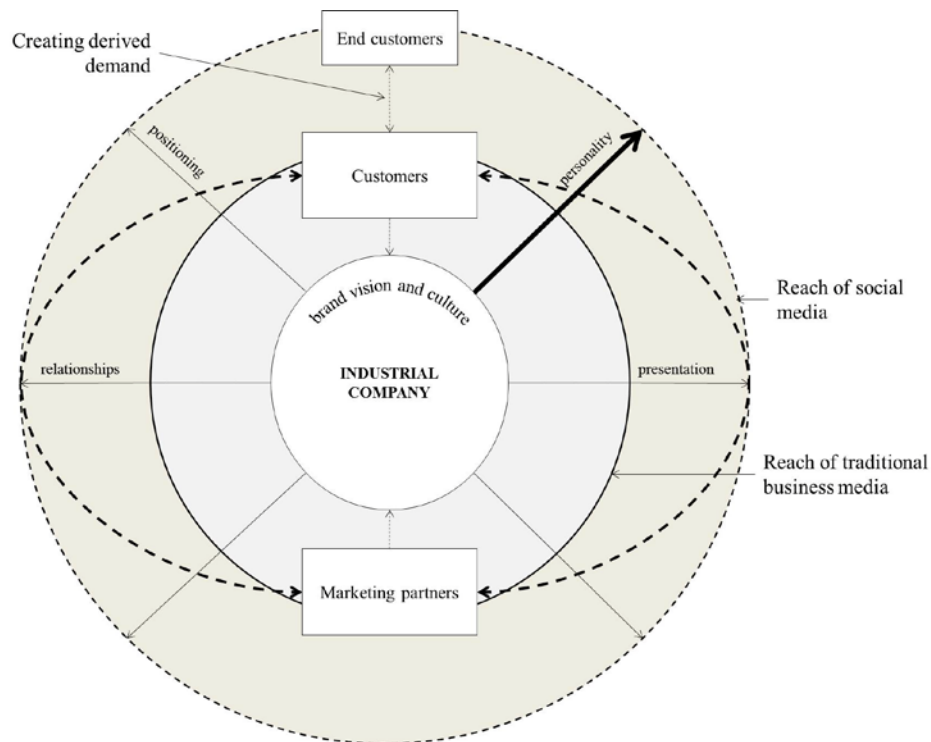 Creating derived
demand
End customers
positioning
personality
Customers
brand vision and culture
Reach of social
media
relationships
INDUSTRIAL
COMPANY
presentation
Reach of traditional
business media
Marketing partners